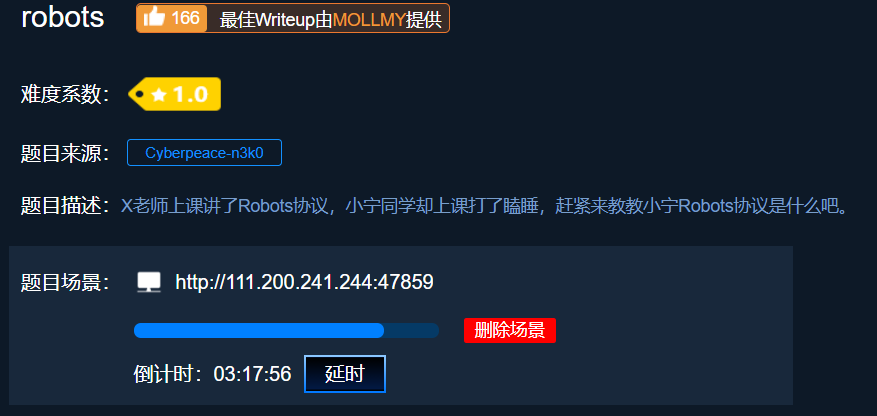 robots 166 最佳Writeup由MOLLMY提供
难度系数： 1.0
题目来源： Cyberpeace-n3k0
题目描述：X老师上课讲了Robots协议，小宁同学却上课打了瞌睡，赶紧来教教小宁Robots协议是什么吧。
题目场景： http://111.200.241.244:47859
删除场景
倒计时：03:17:56 延时